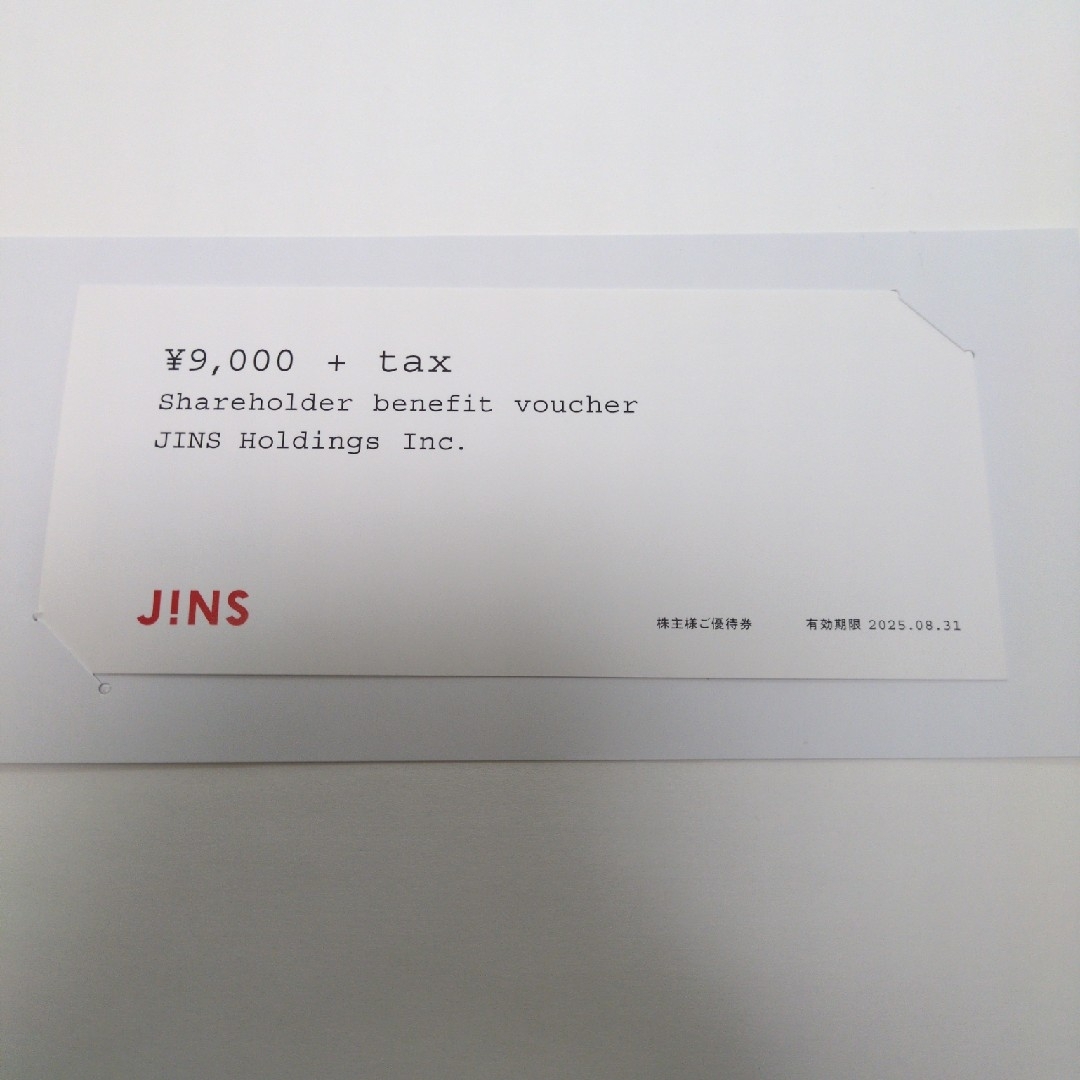 ¥9,000 + tax
Shareholder benefit voucher
JINS Holdings Inc.
J!NS
株主様ご優待券 有効期限 2025.08.31